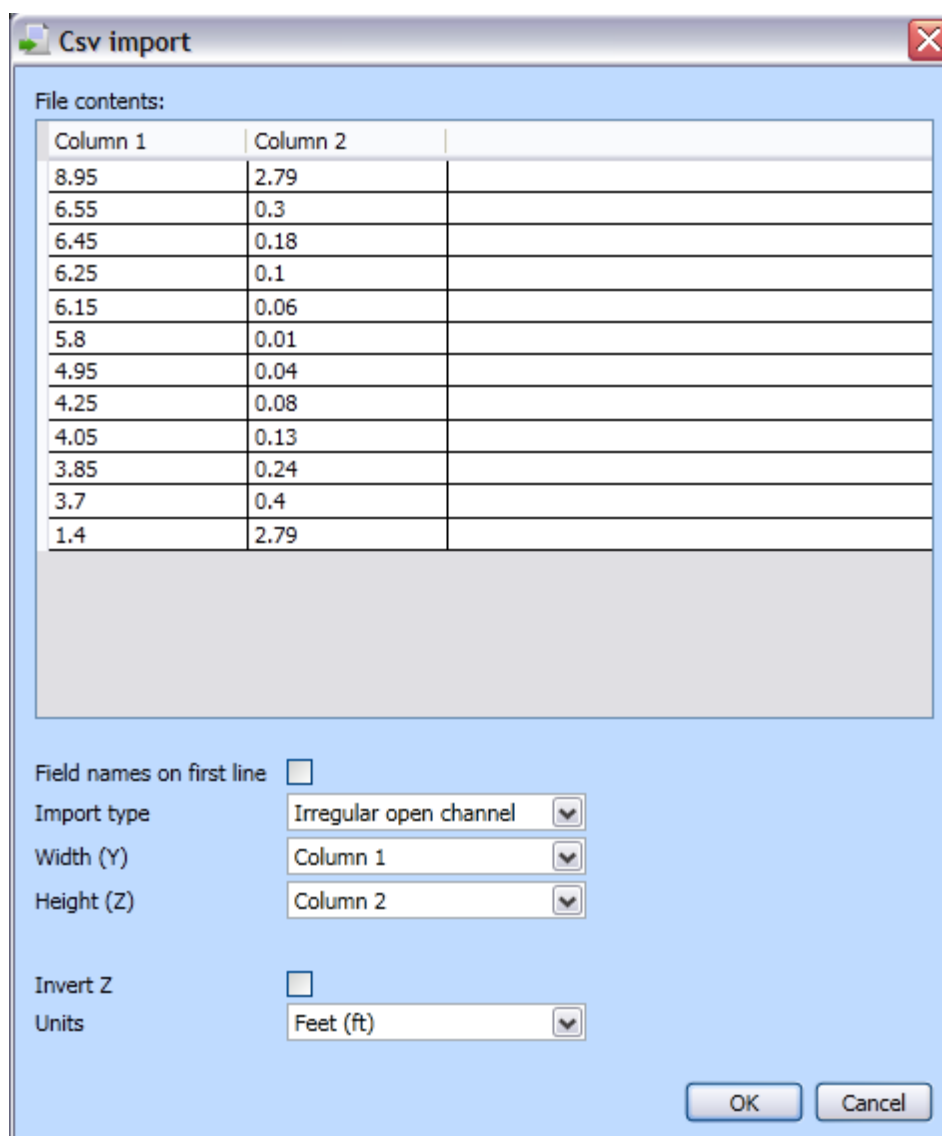 Csv import
File contents:
Column 1 Column 2
8.95 2.79
6.55 0.3
6.45 0.18
6.25 0.1
6.15 0.06
5.8 0.01
4.95 0.04
4.25 0.08
4.05 0.13
3.85 0.24
3.7 0.4
1.4 2.79
Field names on first line
Import type Irregular open channel
Width (Y) Column 1
Height (Z) Column 2
Invert Z
Units Feet (ft)
OK Cancel